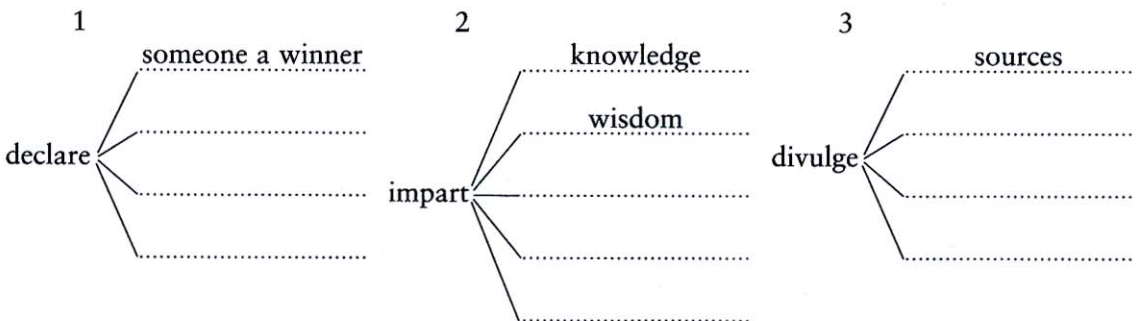 1
someone a winner
declare
2
knowledge
wisdom
impart
3
sources
divulge